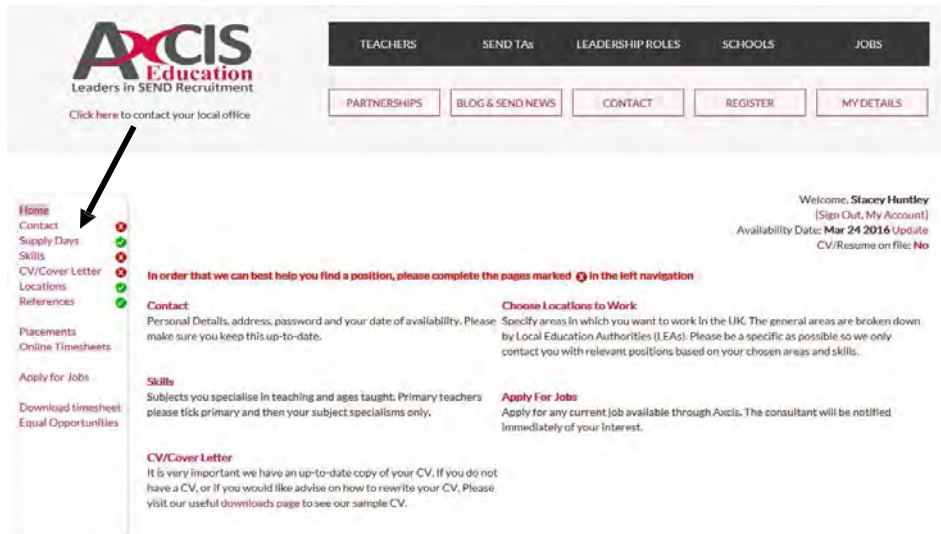 AXCIS
Education
Leaders in SEND Recruitment
Click here to contact your local office
TEACHERS SEND TAs LEADERSHIP ROLES SCHOOLS JOBS
PARTNERSHIPS BLOG & SEND NEWS CONTACT REGISTER MY DETAILS
Welcome, Stacey Huntley
(Sign Out, My Account)
Availability Date: Mar 24 2016 Update
CV/Resume on file: No
Home
Contact
Supply Days
Skills
CV/Cover Letter
Locations
References
Placements
Online Timesheets
Apply for Jobs
Download timesheet
Equal Opportunities
In order that we can best help you find a position, please complete the pages marked in the left navigation
Contact
Personal Details, address, password and your date of availability. Please
make sure you keep this up-to-date.
Choose Locations to Work
Specify areas in which you want to work in the UK. The general areas are broken down
by Local Education Authorities (LEAs). Please be a specific as possible so we only
contact you with relevant positions based on your chosen areas and skills.
Skills
Subjects you specialise in teaching and ages taught. Primary teachers
please tick primary and then your subject specialisms only.
Apply For Jobs
Apply for any current job available through Axcis. The consultant will be notified
immediately of your interest.
CV/Cover Letter
It is very important we have an up-to-date copy of your CV. If you do not
have a CV, or if you would like advise on how to rewrite your CV, Please
visit our useful downloads page to see our sample CV.